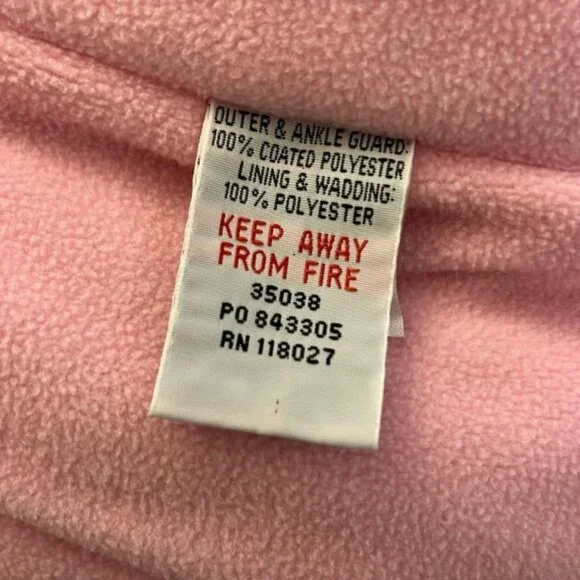 OUTER & ANKLE GUARD:
100% COATED POLYESTER
LINING & WADDING:
100% POLYESTER
KEEP AWAY
FROM FIRE
35038
PO 843305
RN 118027